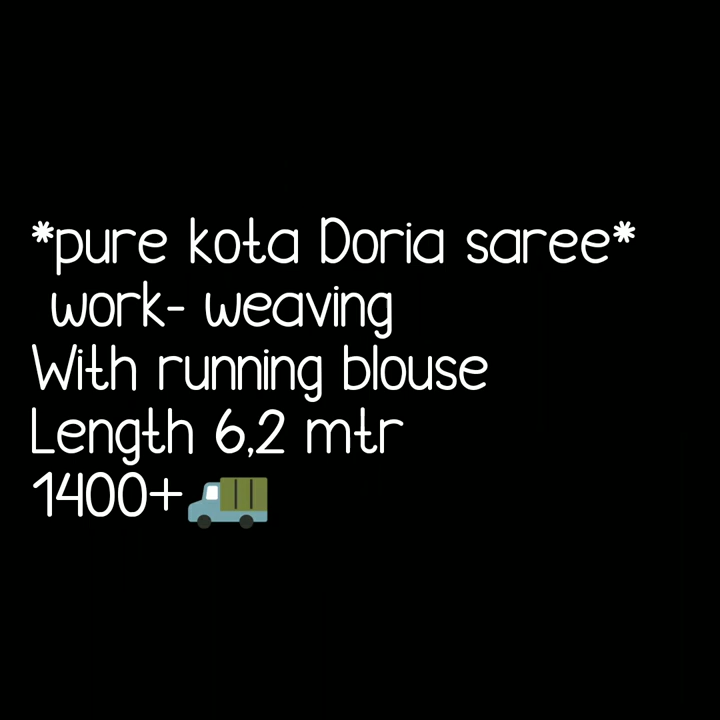 *pure kota Doria saree*
work- weaving
With running blouse
Length 6,2 mtr
1400+🚚